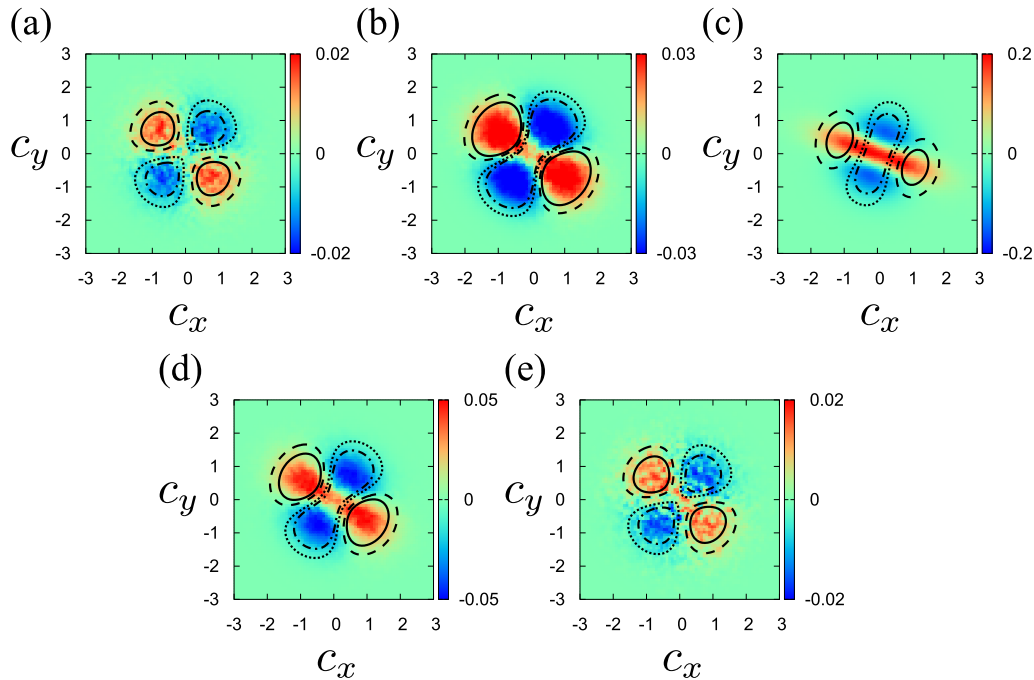 (a) (b) (c)
3 0.02 3 0.03 3 0.2
2 2 2
1 1 1
c_y 0 0 c_y 0 0 c_y 0 0
-1 -1 -1
-2 -2 -2
-3 -0.02 -3 -0.03 -3 -0.2
-3 -2 -1 0 1 2 3 -3 -2 -1 0 1 2 3 -3 -2 -1 0 1 2 3
c_x c_x c_x
(d) (e)
3 0.05 3 0.02
2 2
1 1
c_y 0 0 c_y 0 0
-1 -1
-2 -2
-3 -0.05 -3 -0.02
-3 -2 -1 0 1 2 3 -3 -2 -1 0 1 2 3
c_x c_x